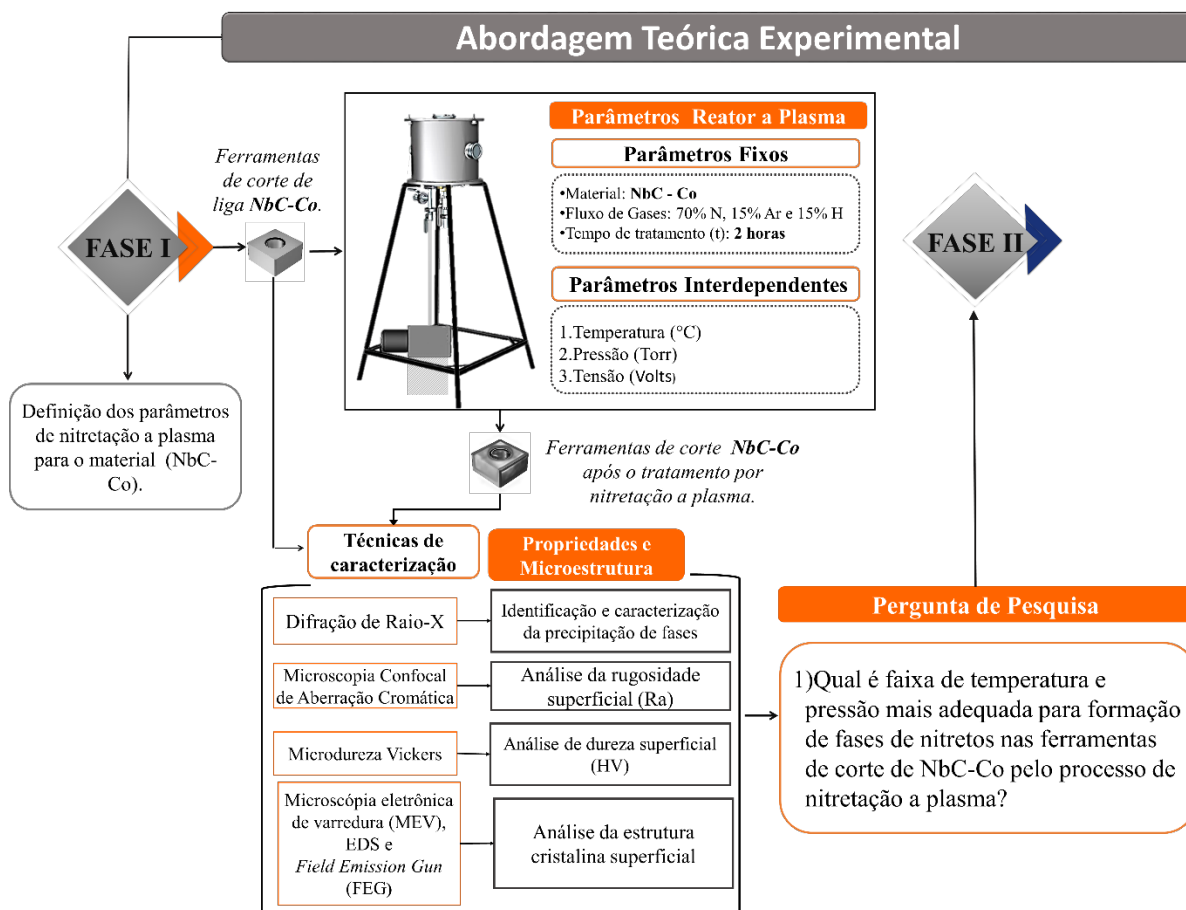 Abordagem Teórica Experimental
Ferramentas
de corte de
liga NbC-Co.
FASE I
Definição dos parâmetros
de nitretação a plasma
para o material (NbC-
Co).
Parâmetros Reator a Plasma
Parâmetros Fixos
•Material: NbC - Co
•Fluxo de Gases: 70% N, 15% Ar e 15% H
•Tempo de tratamento (t): 2 horas
Parâmetros Interdependentes
1.Temperatura (°C)
2.Pressão (Torr)
3.Tensão (Volts)
Ferramentas de corte NbC-Co
após o tratamento por
nitretação a plasma.
Técnicas de
caracterização
Propriedades e
Microestrutura
Difração de Raio-X
Identificação e caracterização
da precipitação de fases
Microscopia Confocal
de Aberração Cromática
Análise da rugosidade
superficial (Ra)
Microdureza Vickers
Análise de dureza superficial
(HV)
Microscópia eletrônica
de varredura (MEV),
EDS e
Field Emission Gun
(FEG)
Análise da estrutura
cristalina superficial
Pergunta de Pesquisa
1)Qual é faixa de temperatura e
pressão mais adequada para formação
de fases de nitretos nas ferramentas
de corte de NbC-Co pelo processo de
nitretação a plasma?
FASE II